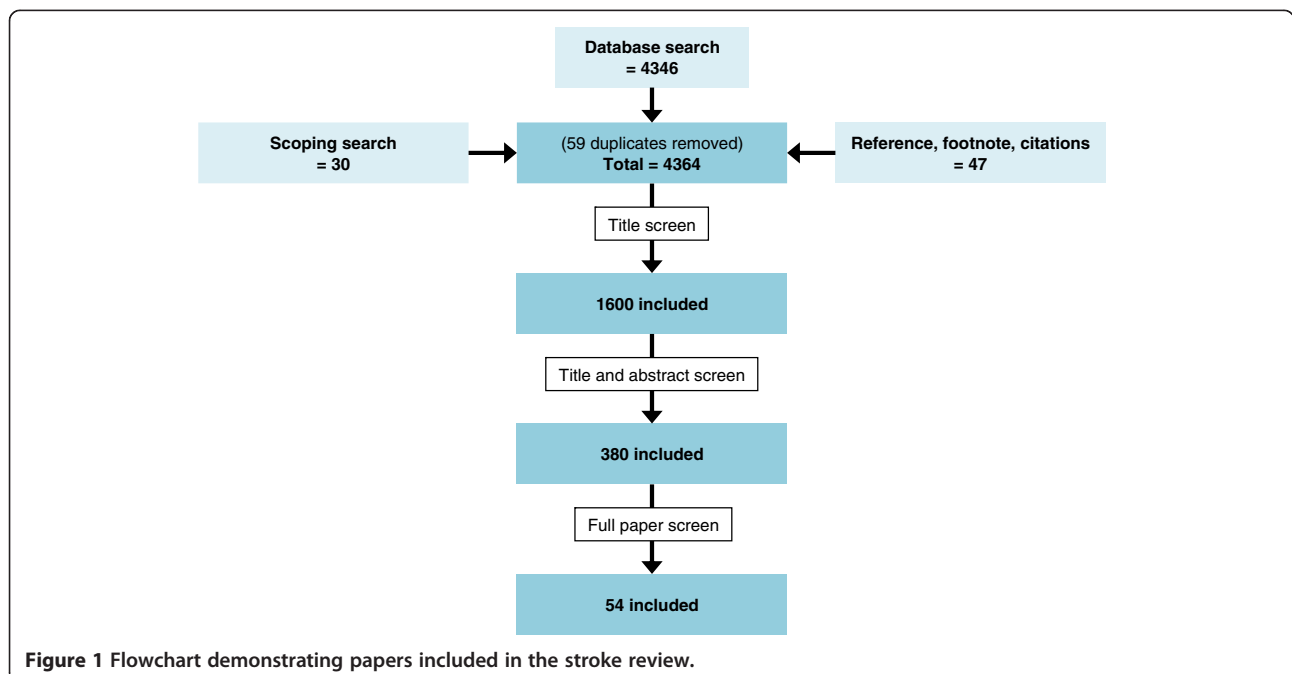 Database search
= 4346
Scoping search
= 30
(59 duplicates removed)
Total = 4364
Reference, footnote, citations
= 47
Title screen
1600 included
Title and abstract screen
380 included
Full paper screen
54 included
Figure 1 Flowchart demonstrating papers included in the stroke review.